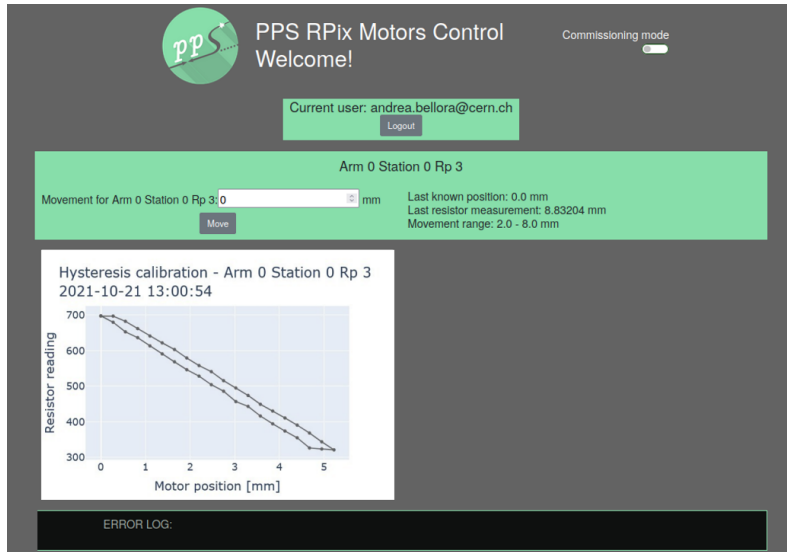 pps
PPS RPix Motors Control
Welcome!
Commissioning mode
Current user: andrea.bellora@cern.ch
Logout
Arm 0 Station 0 Rp 3
Movement for Arm 0 Station 0 Rp 3: 0 mm
Move
Last known position: 0.0 mm
Last resistor measurement: 8.83204 mm
Movement range: 2.0 - 8.0 mm
Hysteresis calibration - Arm 0 Station 0 Rp 3
2021-10-21 13:00:54
Resistor reading
700
600
500
400
300
0 1 2 3 4 5
Motor position [mm]
ERROR LOG: